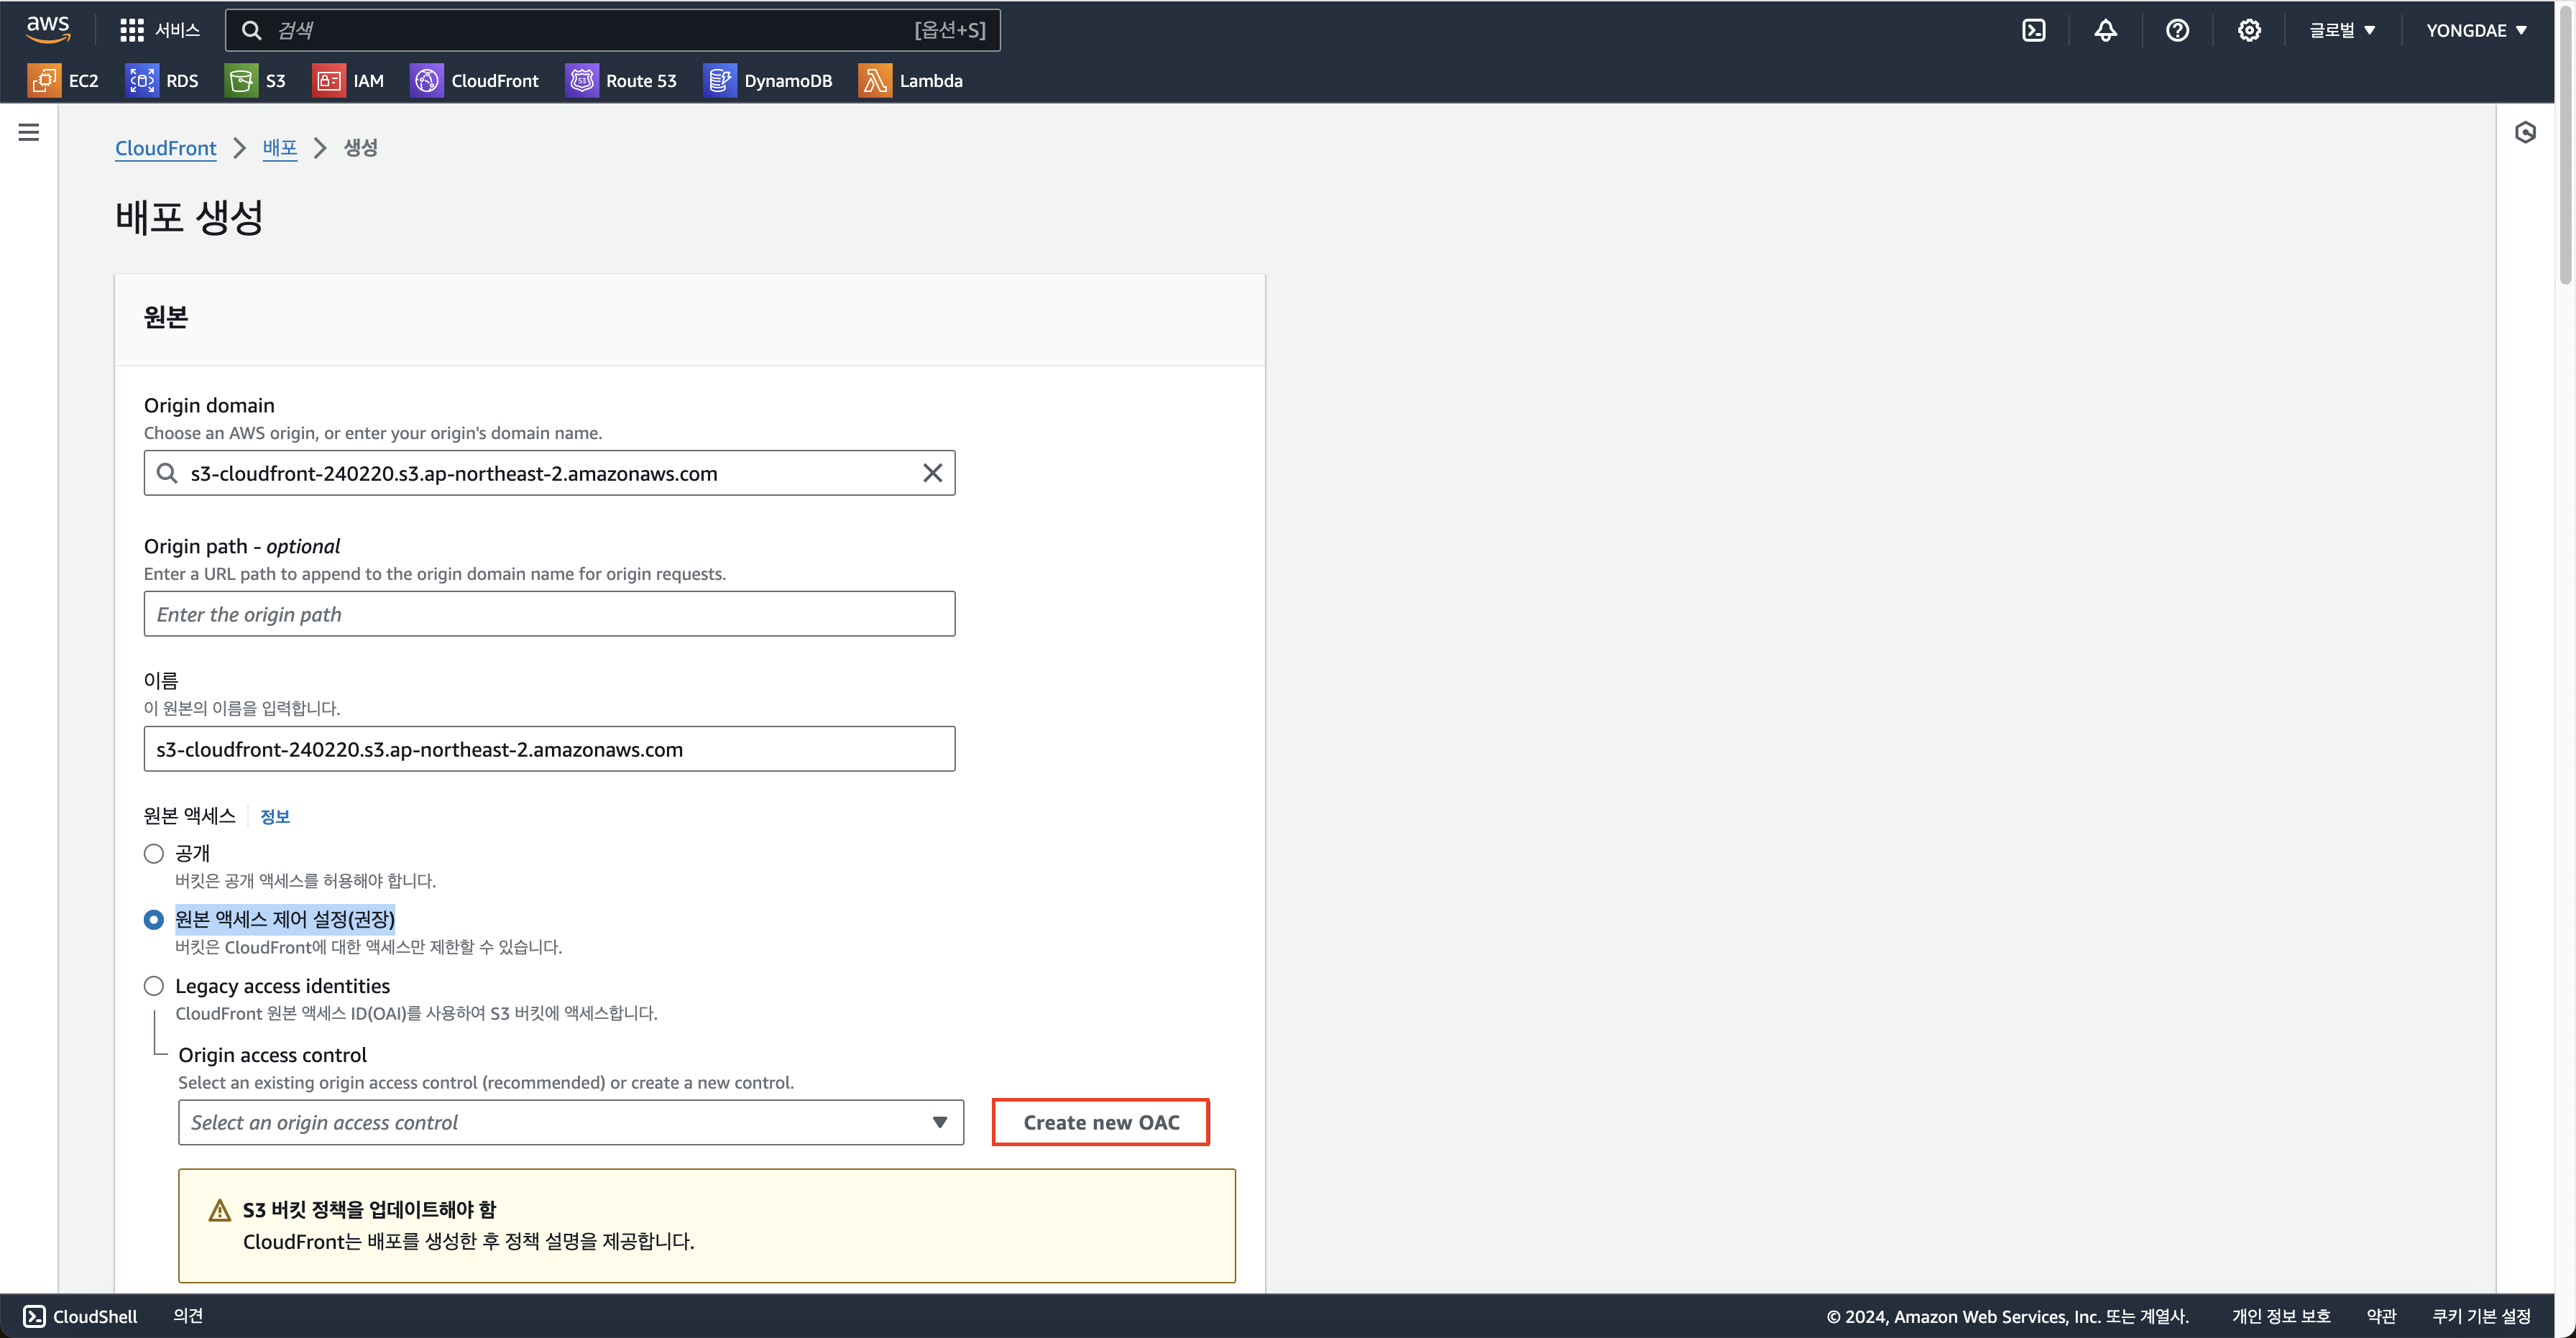 aws
서비스
검색
[옵션+S]
글로벌
YONGDAE
EC2
RDS
S3
IAM
CloudFront
Route 53
DynamoDB
Lambda
CloudFront
배포
생성
배포 생성
원본
Origin domain
Choose an AWS origin, or enter your origin's domain name.
s3-cloudfront-240220.s3.ap-northeast-2.amazonaws.com
Origin path - optional
Enter a URL path to append to the origin domain name for origin requests.
Enter the origin path
이름
이 원본의 이름을 입력합니다.
s3-cloudfront-240220.s3.ap-northeast-2.amazonaws.com
원본 액세스
정보
공개
버킷은 공개 액세스를 허용해야 합니다.
원본 액세스 제어 설정(권장)
버킷은 CloudFront에 대한 액세스만 제한할 수 있습니다.
Legacy access identities
CloudFront 원본 액세스 ID(OAI)를 사용하여 S3 버킷에 액세스합니다.
Origin access control
Select an existing origin access control (recommended) or create a new control.
Select an origin access control
Create new OAC
S3 버킷 정책을 업데이트해야 함
CloudFront는 배포를 생성한 후 정책 설명을 제공합니다.
CloudShell
의견
© 2024, Amazon Web Services, Inc. 또는 계열사.
개인 정보 보호
약관
쿠키 기본 설정